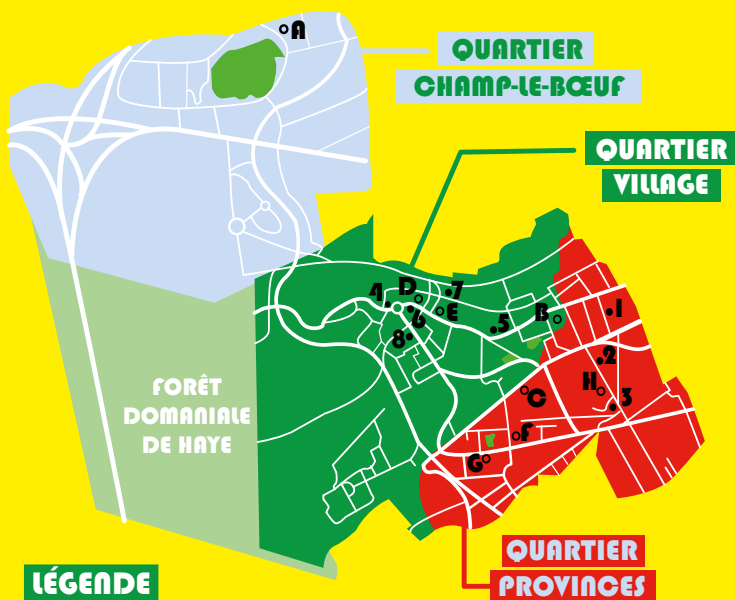 A
QUARTIER
CHAMP-LE-BŒUF
QUARTIER
VILLAGE
4
D
7
6
E
8
5
B
1
2
H
3
C
F
G
FORÊT
DOMANIALE
DE HAYE
QUARTIER
PROVINCES
LÉGENDE